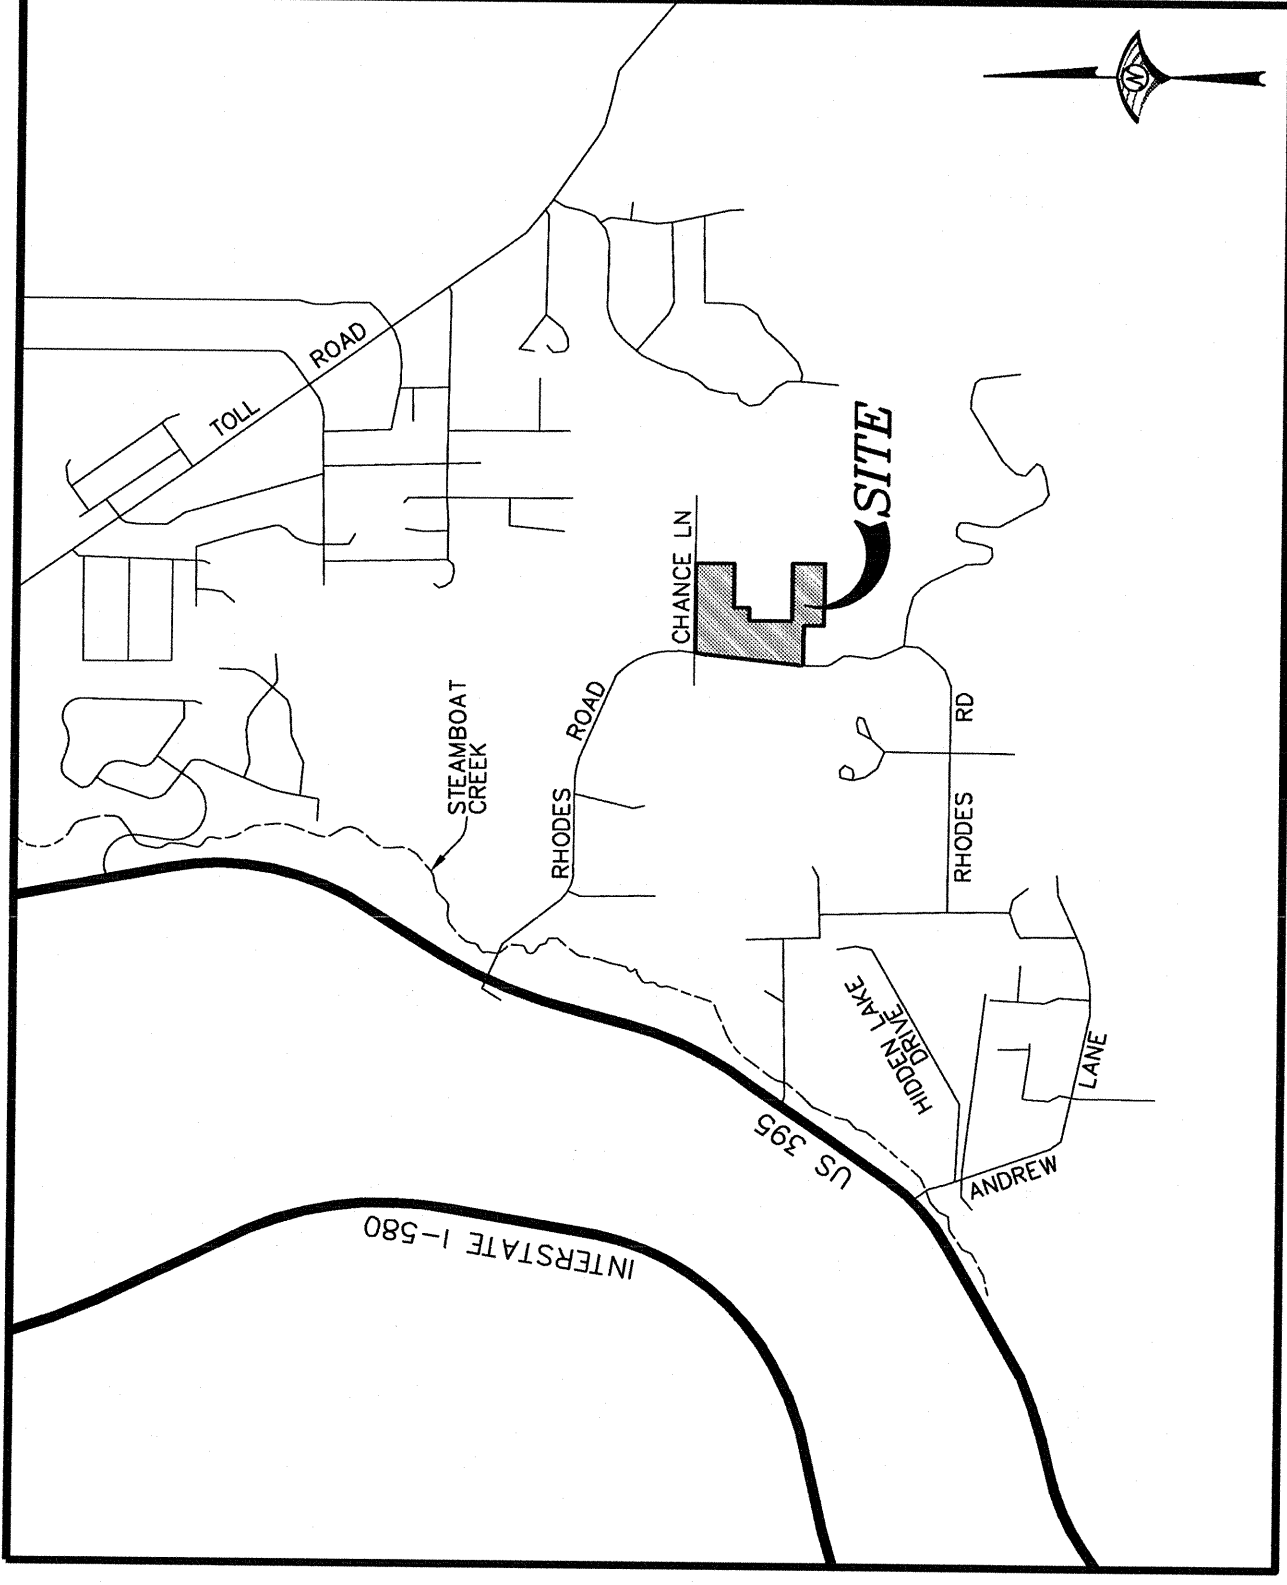 N
TOLL
ROAD
SITE
CHANCE LN
STEAMBOAT
CREEK
RHODES
ROAD
RHODES
RD
HIDDEN LAKE
DRIVE
ANDREW
LANE
US 395
INTERSTATE I-580